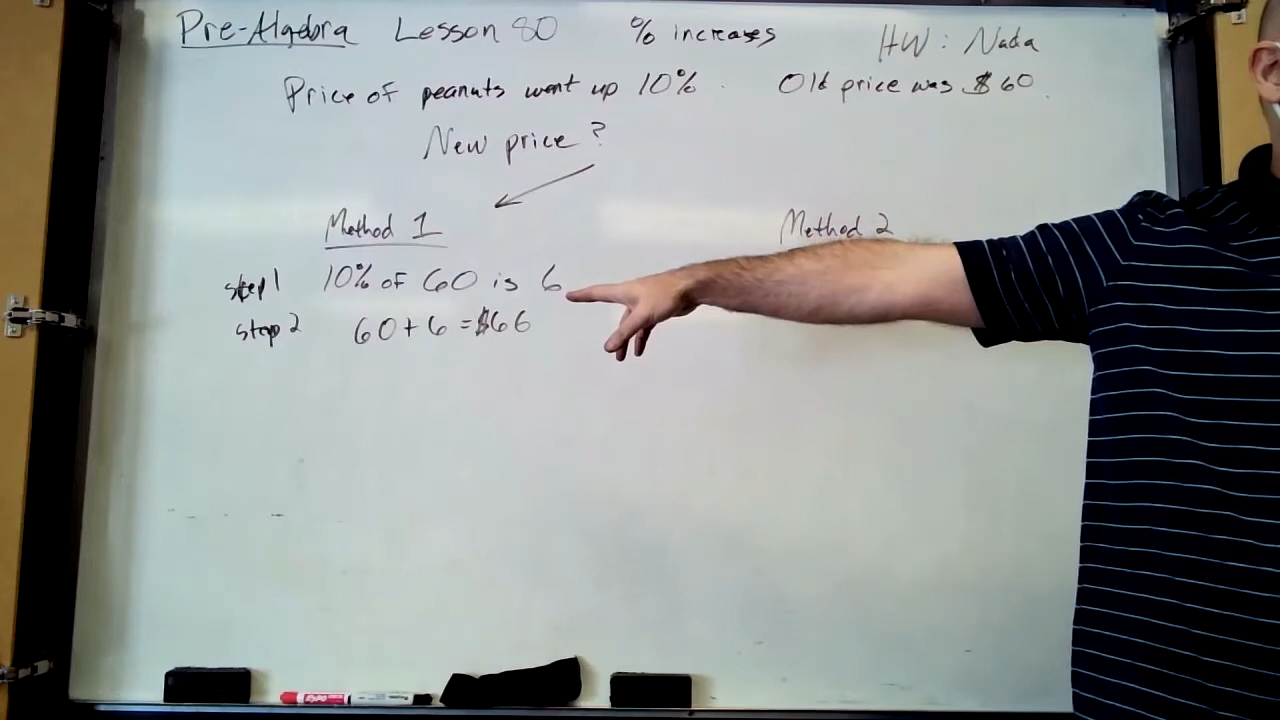 Pre-Algebra Lesson 80 % increases HW: Nada
Price of peanuts went up 10%. Old price was $60.
New price?
Method 1 Method 2
step 1 10% of 60 is 6
step 2 60+6=$66
EXPO